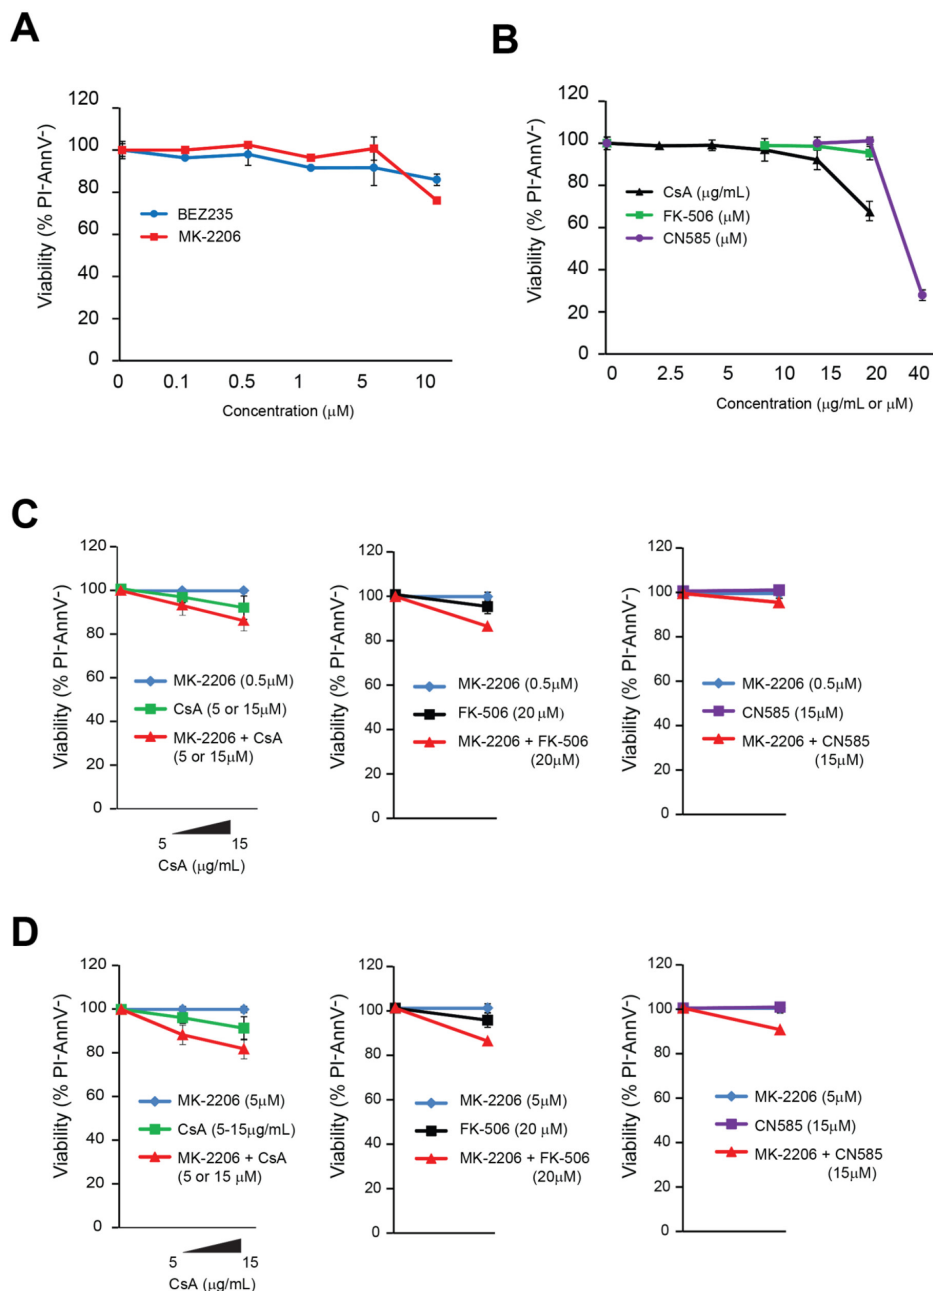 A
Viability (% PI-AnnV-)
120
100
80
60
40
20
0
BEZ235
MK-2206
0 0.1 0.5 1 5 10
Concentration (μM)
B
Viability (% PI-AnnV-)
120
100
80
60
40
20
0
CsA (μg/mL)
FK-506 (μM)
CN585 (μM)
0 2.5 5 10 15 20 40
Concentration (μg/mL or μM)
C
Viability (% PI-AnnV-)
120
100
80
60
40
20
0
MK-2206 (0.5μM)
CsA (5 or 15μM)
MK-2206 + CsA
(5 or 15μM)
5 15
CsA (μg/mL)
Viability (% PI-AnnV-)
120
100
80
60
40
20
0
MK-2206 (0.5μM)
FK-506 (20 μM)
MK-2206 + FK-506
(20μM)
Viability (% PI-AnnV-)
120
100
80
60
40
20
0
MK-2206 (0.5μM)
CN585 (15μM)
MK-2206 + CN585
(15μM)
D
Viability (% PI-AnnV-)
120
100
80
60
40
20
0
MK-2206 (5μM)
CsA (5-15μg/mL)
MK-2206 + CsA
(5 or 15 μM)
5 15
CsA (μg/mL)
Viability (% PI-AnnV-)
120
100
80
60
40
20
0
MK-2206 (5μM)
FK-506 (20 μM)
MK-2206 + FK-506
(20μM)
Viability (% PI-AnnV-)
120
100
80
60
40
20
0
MK-2206 (5μM)
CN585 (15μM)
MK-2206 + CN585
(15μM)